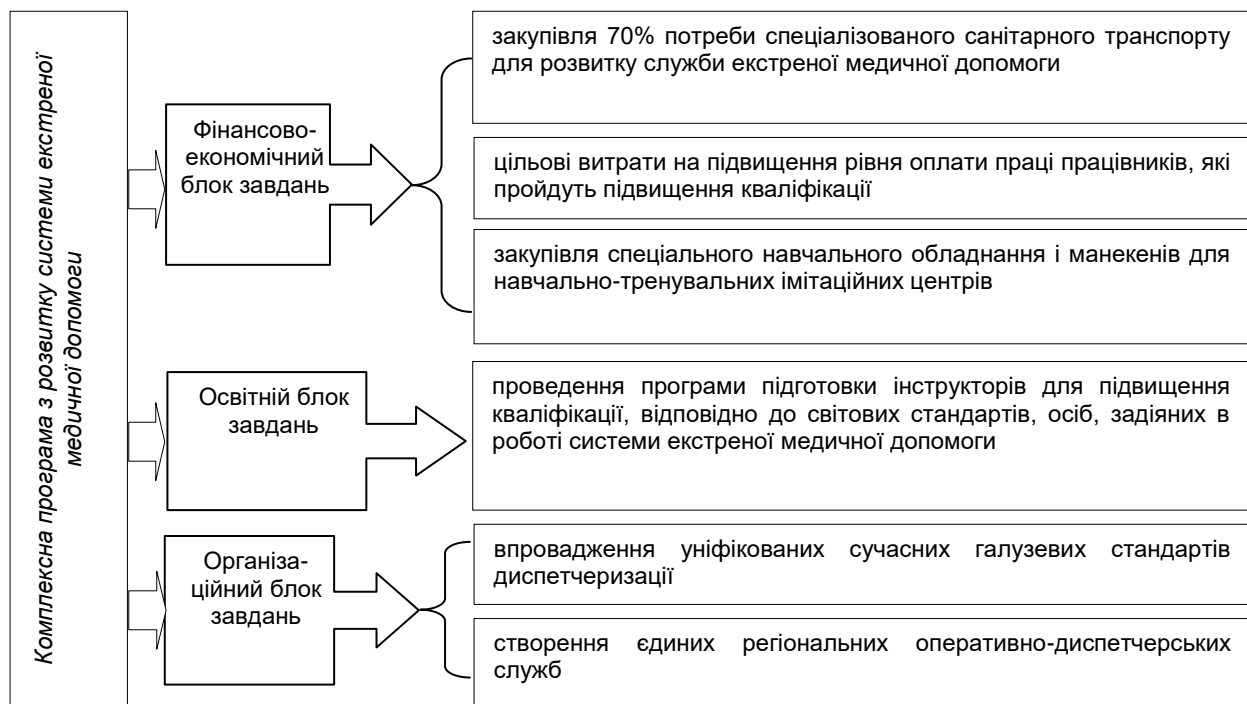 Комплексна програма з розвитку системи екстреної
медичної допомоги
Фінансово-
економічний
блок завдань
закупівля 70% потреби спеціалізованого санітарного транспорту
для розвитку служби екстреної медичної допомоги
цільові витрати на підвищення рівня оплати праці працівників, які
пройдуть підвищення кваліфікації
закупівля спеціального навчального обладнання і манекенів для
навчально-тренувальних імітаційних центрів
Освітній блок
завдань
проведення програми підготовки інструкторів для підвищення
кваліфікації, відповідно до світових стандартів, осіб, задіяних в
роботі системи екстреної медичної допомоги
Організа-
ційний блок
завдань
впровадження уніфікованих сучасних галузевих стандартів
диспетчеризації
створення єдиних регіональних оперативно-диспетчерських
служб